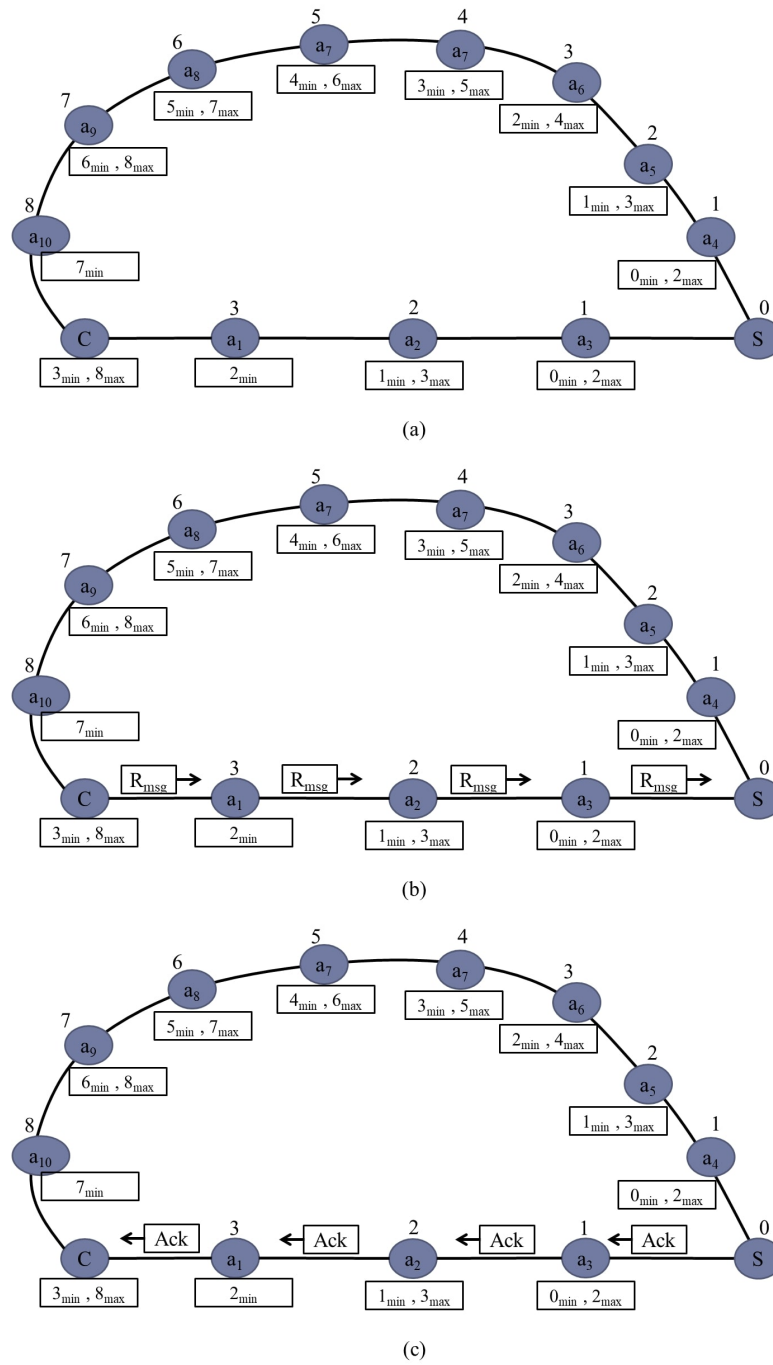 5
4
6
a₇
a₇
3
7
a₈
4min , 6max
3min , 5max
a₆
5min , 7max
2min , 4max
2
a₉
6min , 8max
a₅
8
1min , 3max
1
a₁₀
a₄
7min
0min , 2max
3
2
1
0
C
a₁
a₂
a₃
S
3min , 8max
2min
1min , 3max
0min , 2max
(a)
5
4
6
a₇
a₇
3
7
a₈
4min , 6max
3min , 5max
a₆
5min , 7max
2min , 4max
2
a₉
6min , 8max
a₅
8
1min , 3max
1
a₁₀
a₄
7min
0min , 2max
Rmsg
3
Rmsg
2
Rmsg
1
Rmsg
0
C
a₁
a₂
a₃
S
3min , 8max
2min
1min , 3max
0min , 2max
(b)
5
4
6
a₇
a₇
3
7
a₈
4min , 6max
3min , 5max
a₆
5min , 7max
2min , 4max
2
a₉
6min , 8max
a₅
8
1min , 3max
1
a₁₀
a₄
7min
0min , 2max
Ack
3
Ack
2
Ack
1
Ack
0
C
a₁
a₂
a₃
S
3min , 8max
2min
1min , 3max
0min , 2max
(c)